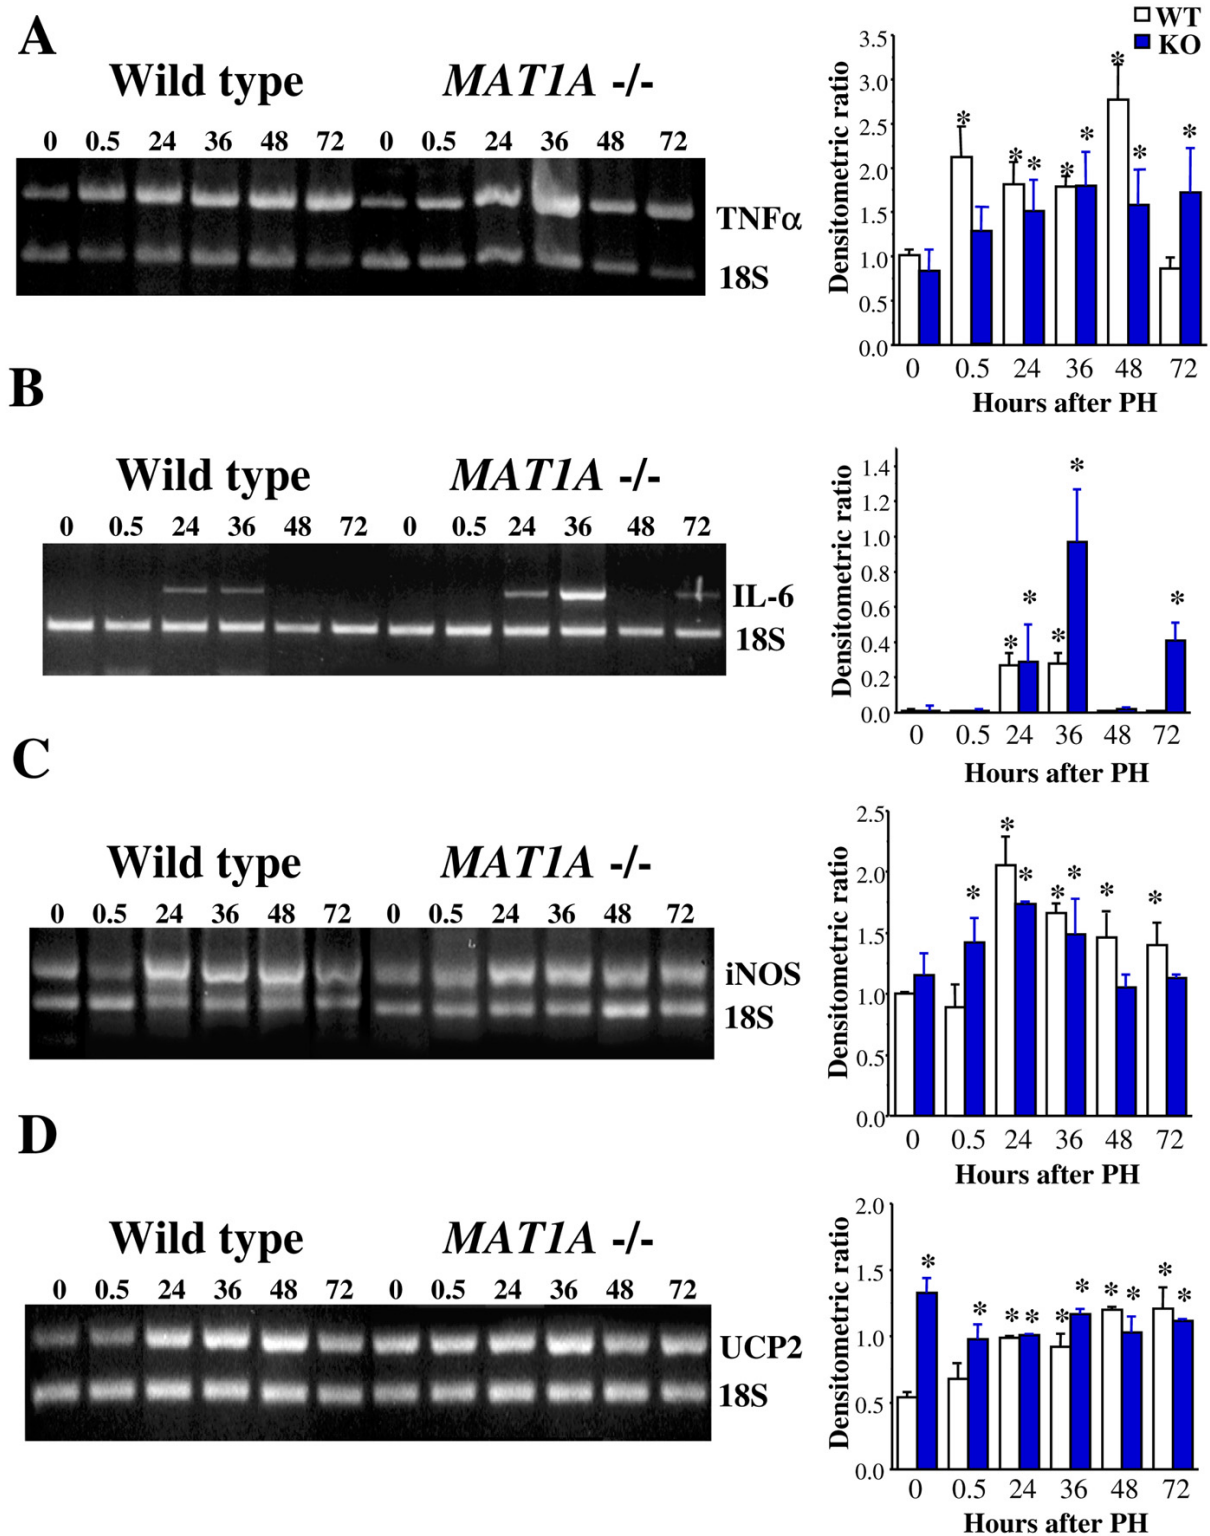 A
Wild type MAT1A -/-
0 0.5 24 36 48 72 0 0.5 24 36 48 72
TNFα
18S
WT
KO
Densitometric ratio
3.5
3.0
2.5
2.0
1.5
1.0
0.5
0.0
* * * * * * * *
0 0.5 24 36 48 72
Hours after PH
B
Wild type MAT1A -/-
0 0.5 24 36 48 72 0 0.5 24 36 48 72
IL-6
18S
Densitometric ratio
1.4
1.2
1.0
0.8
0.6
0.4
0.2
0.0
* * * * *
0 0.5 24 36 48 72
Hours after PH
C
Wild type MAT1A -/-
0 0.5 24 36 48 72 0 0.5 24 36 48 72
iNOS
18S
Densitometric ratio
2.5
2.0
1.5
1.0
0.5
0.0
* * * * * * *
0 0.5 24 36 48 72
Hours after PH
D
Wild type MAT1A -/-
0 0.5 24 36 48 72 0 0.5 24 36 48 72
UCP2
18S
Densitometric ratio
2.0
1.5
1.0
0.5
0.0
* * * * * * * * * *
0 0.5 24 36 48 72
Hours after PH